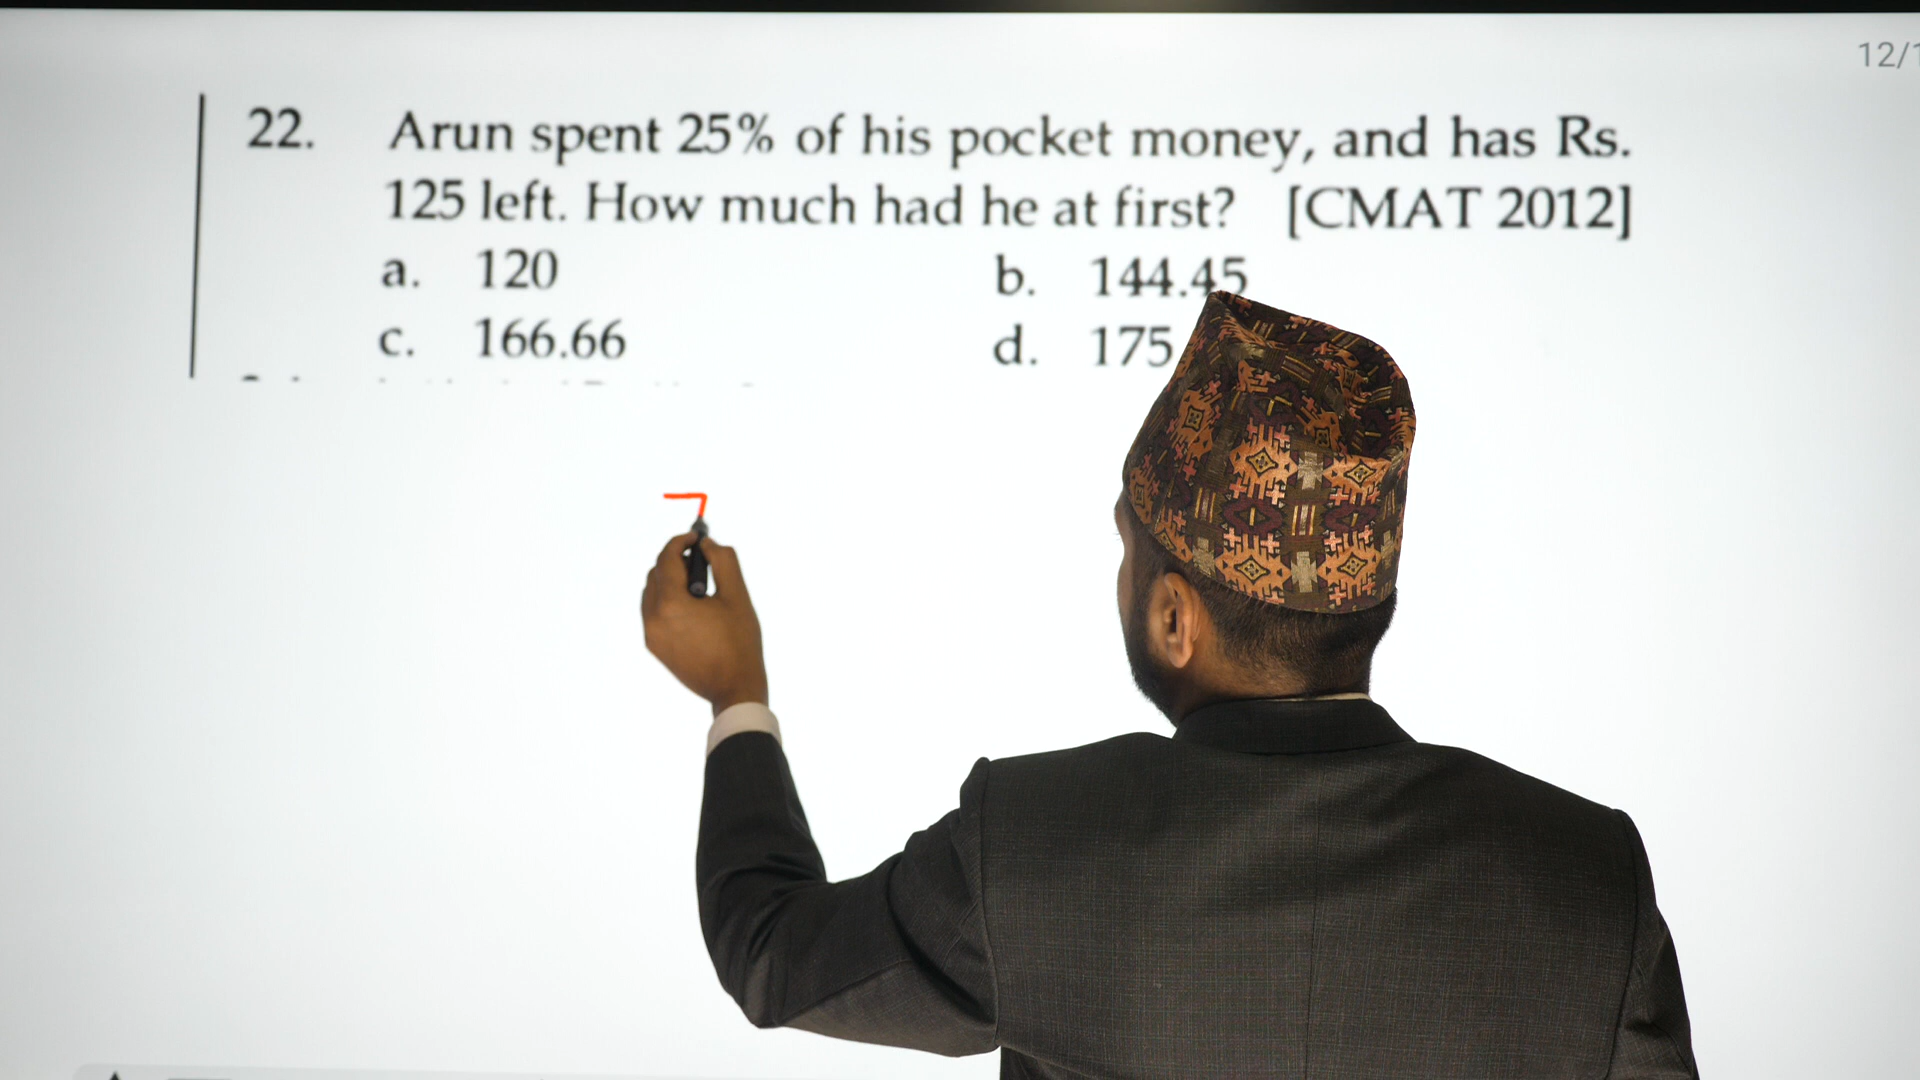 12/1
22. Arun spent 25% of his pocket money, and has Rs.
125 left. How much had he at first? [CMAT 2012]
a. 120 b. 144.45
c. 166.66 d. 175
7